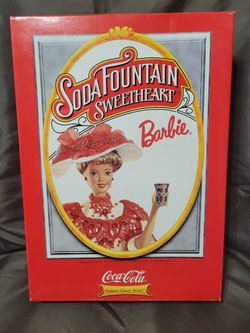 SODA FOUNTAIN
SWEETHEART
Barbie
Coca-Cola
Fashion Classic Series